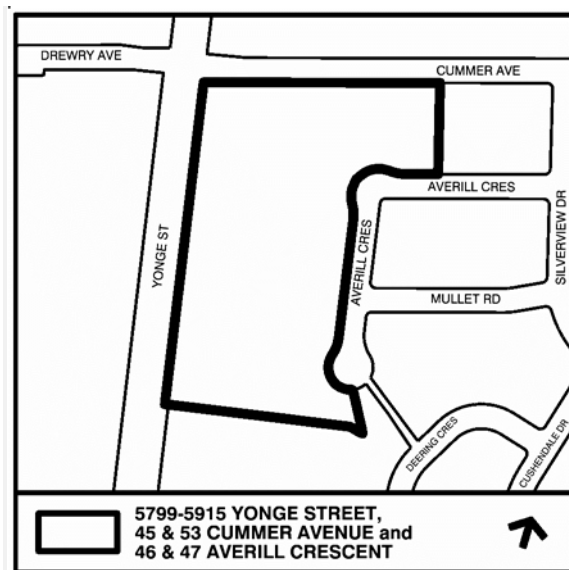 DREWRY AVE
CUMMER AVE
AVERILL CRES
SILVERVIEW DR
YONGE ST
AVERILL CRES
MULLET RD
DEERING CRES
CUSHENDALE DR
5799-5915 YONGE STREET,
45 & 53 CUMMER AVENUE and
46 & 47 AVERILL CRESCENT